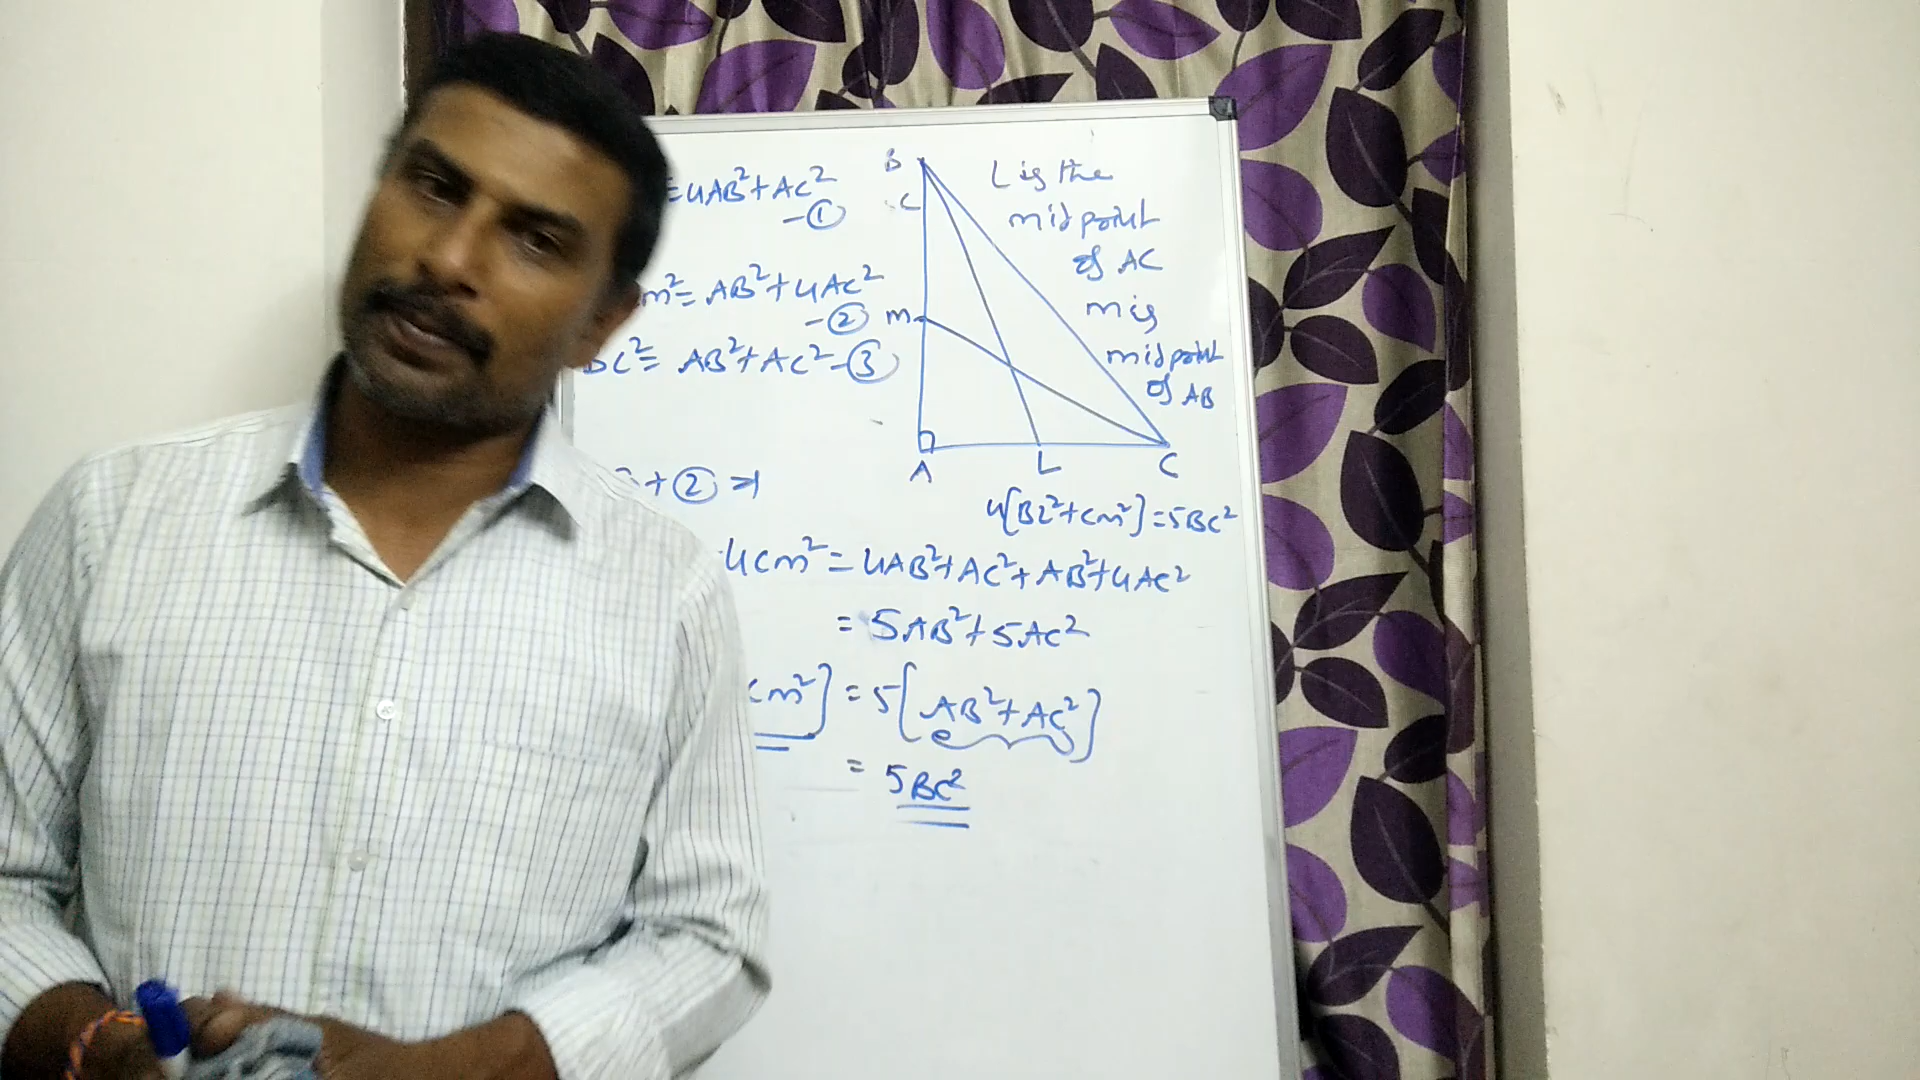 =4AB²+AC²
-①
m²= AB²+4AC²
-②
BC²= AB²+AC²-③
+ ② ⇒
B
C
M
A
L
C
L is the
midpoint
of AC
M is
midpoint
of AB
4[BL²+CM²]=5BC²
4CM²=4AB²+AC²+AB²+4AC²
= 5AB²+5AC²
CM²]=5[AB²+AC²]
= 5BC²